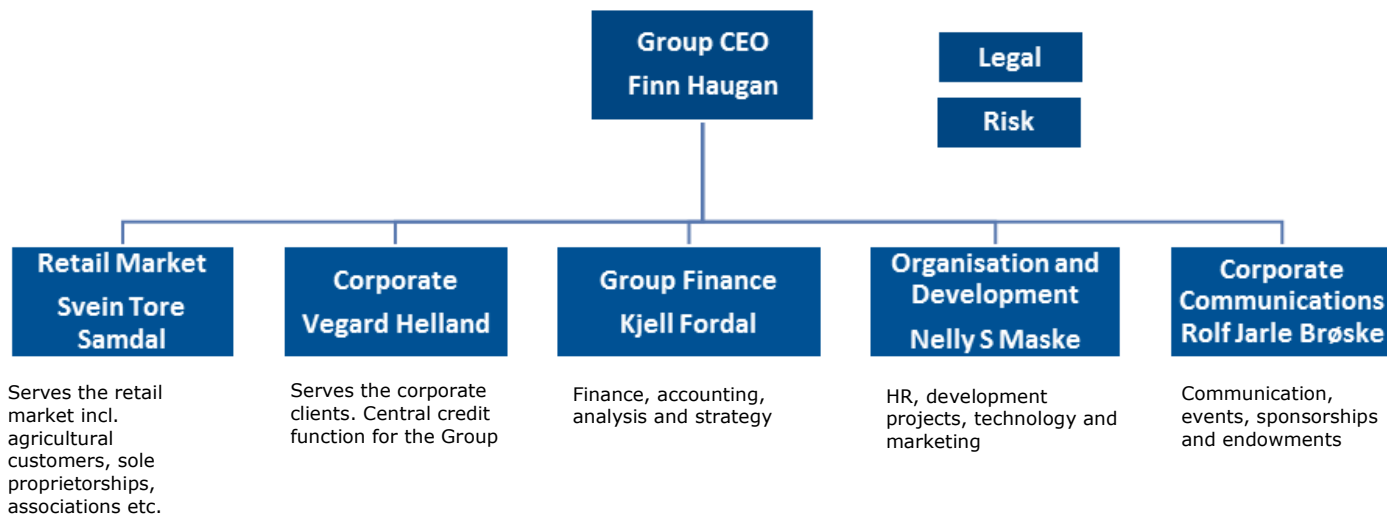 Group CEO
Finn Haugan
Legal
Risk
Retail Market
Svein Tore
Samdal
Corporate
Vegard Helland
Group Finance
Kjell Fordal
Organisation and
Development
Nelly S Maske
Corporate
Communications
Rolf Jarle Brøske
Serves the retail
market incl.
agricultural
customers, sole
proprietorships,
associations etc.
Serves the corporate
clients. Central credit
function for the Group
Finance, accounting,
analysis and strategy
HR, development
projects, technology and
marketing
Communication,
events, sponsorships
and endowments